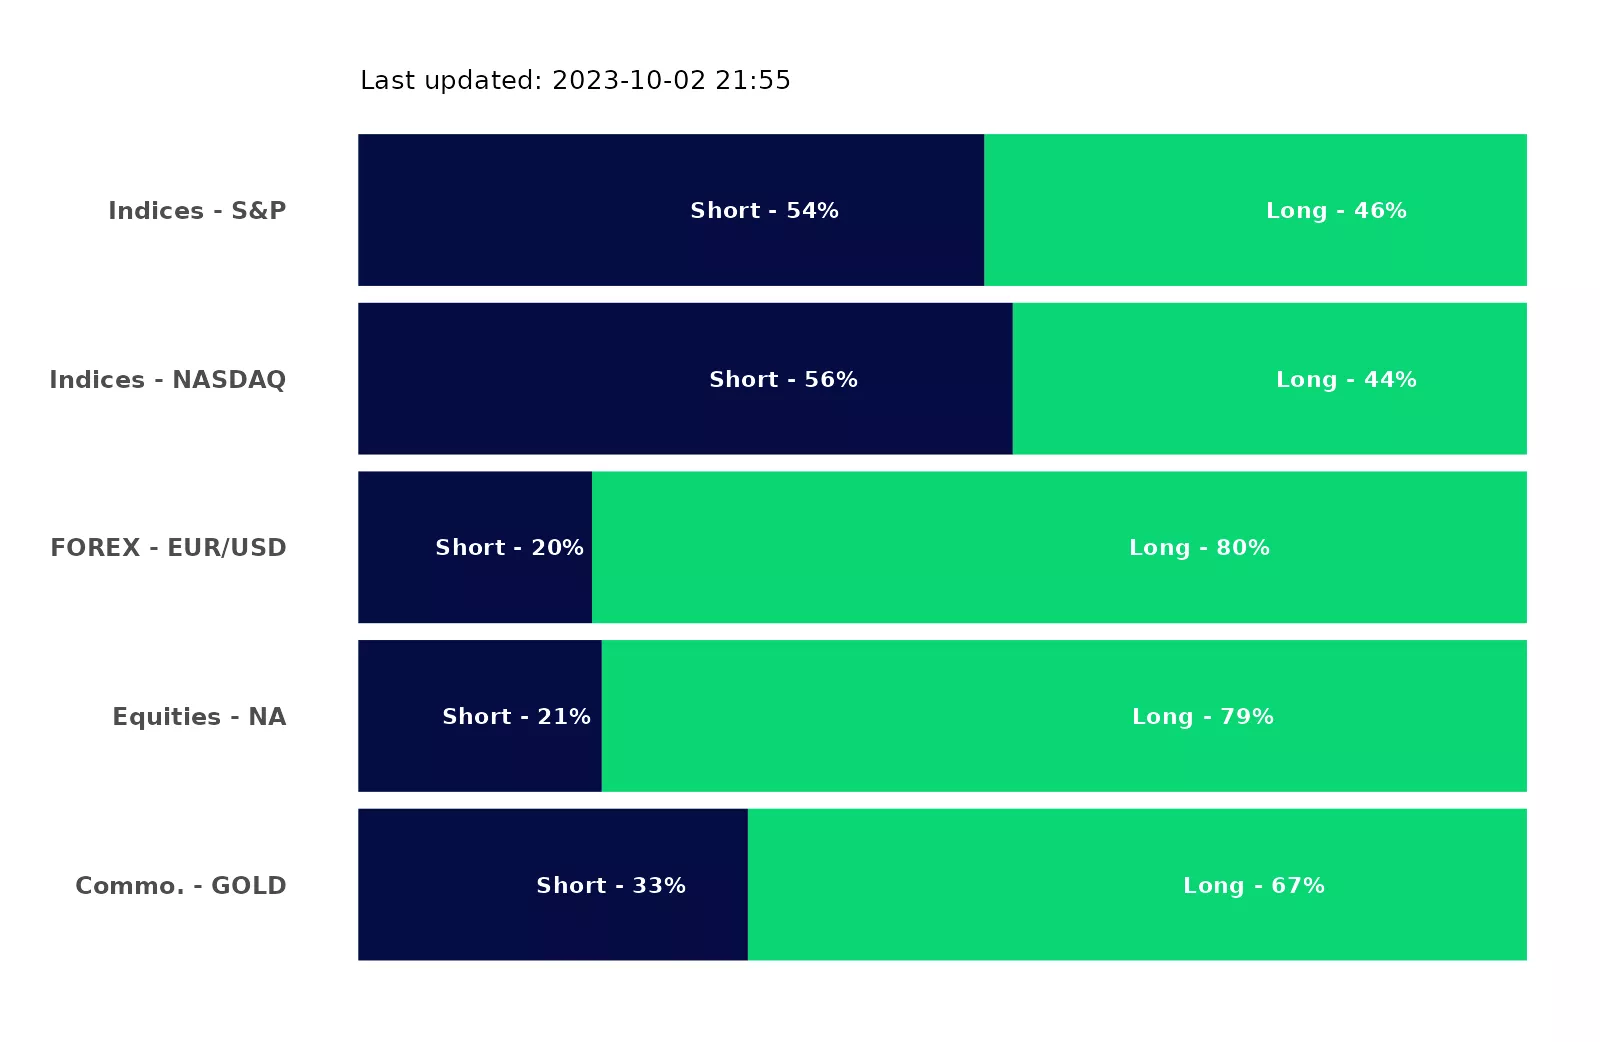 Last updated: 2023-10-02 21:55
Indices - S&P Short - 54% Long - 46%
Indices - NASDAQ Short - 56% Long - 44%
FOREX - EUR/USD Short - 20% Long - 80%
Equities - NA Short - 21% Long - 79%
Commo. - GOLD Short - 33% Long - 67%